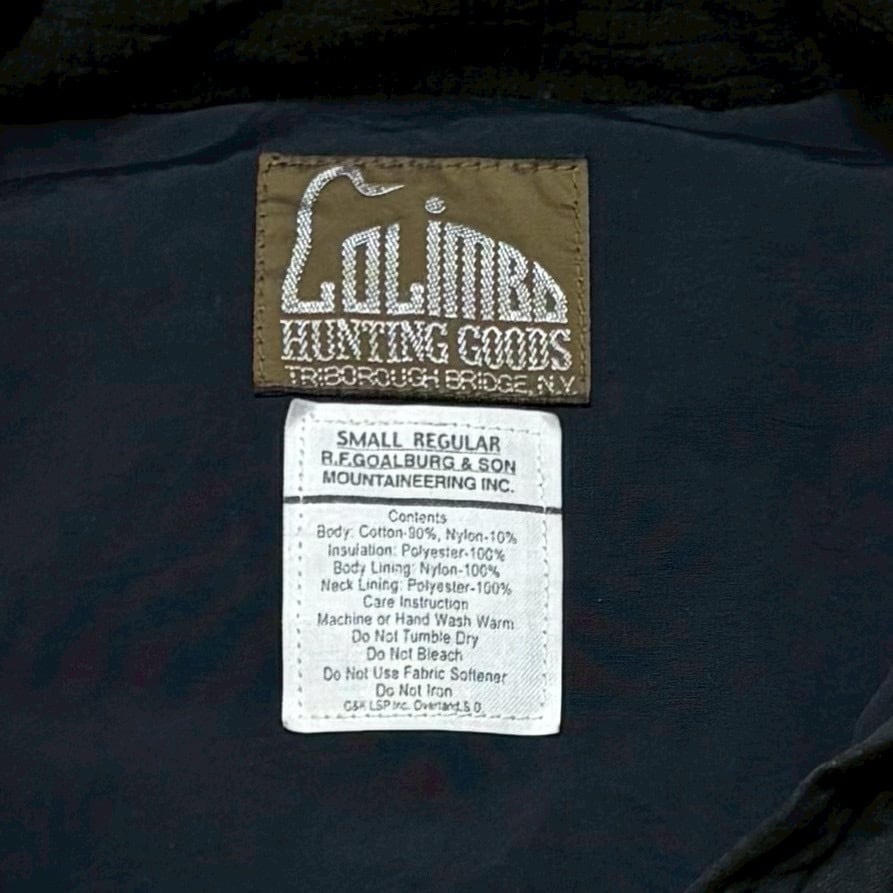 COLIMBO
HUNTING GOODS
TRIBOROUGH BRIDGE, N.Y.
SMALL REGULAR
R.F.GOALBURG & SON
MOUNTAINEERING INC.
Contents
Body: Cotton-90%, Nylon-10%
Insulation: Polyester-100%
Body Lining: Nylon-100%
Neck Lining: Polyester-100%
Care Instruction
Machine or Hand Wash Warm
Do Not Tumble Dry
Do Not Bleach
Do Not Use Fabric Softener
Do Not Iron
LSP Inc.